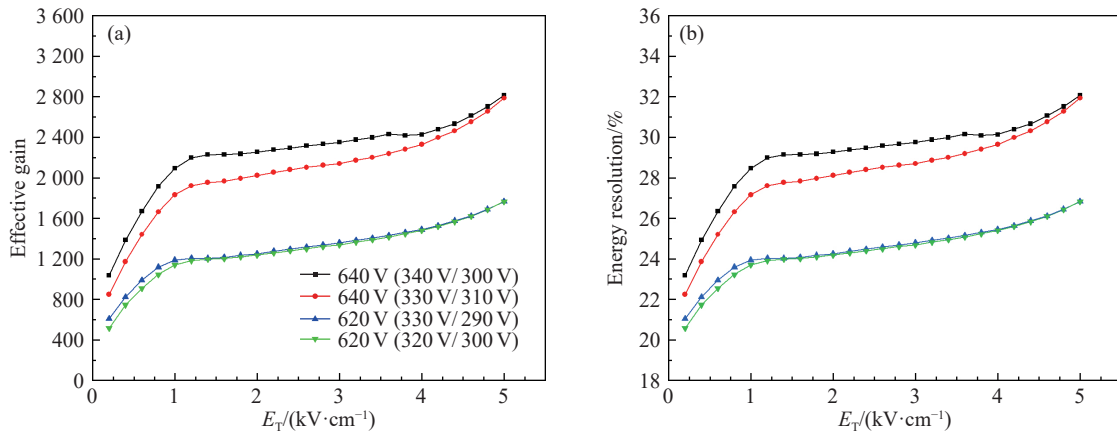 (a)
3 600
3 200
2 800
2 400
2 000
1 600
1 200
800
400
0
Effective gain
640 V (340 V/ 300 V)
640 V (330 V/ 310 V)
620 V (330 V/ 290 V)
620 V (320 V/ 300 V)
0 1 2 3 4 5
E_T/(kV·cm⁻¹)
(b)
36
34
32
30
28
26
24
22
20
18
Energy resolution/%
0 1 2 3 4 5
E_T/(kV·cm⁻¹)